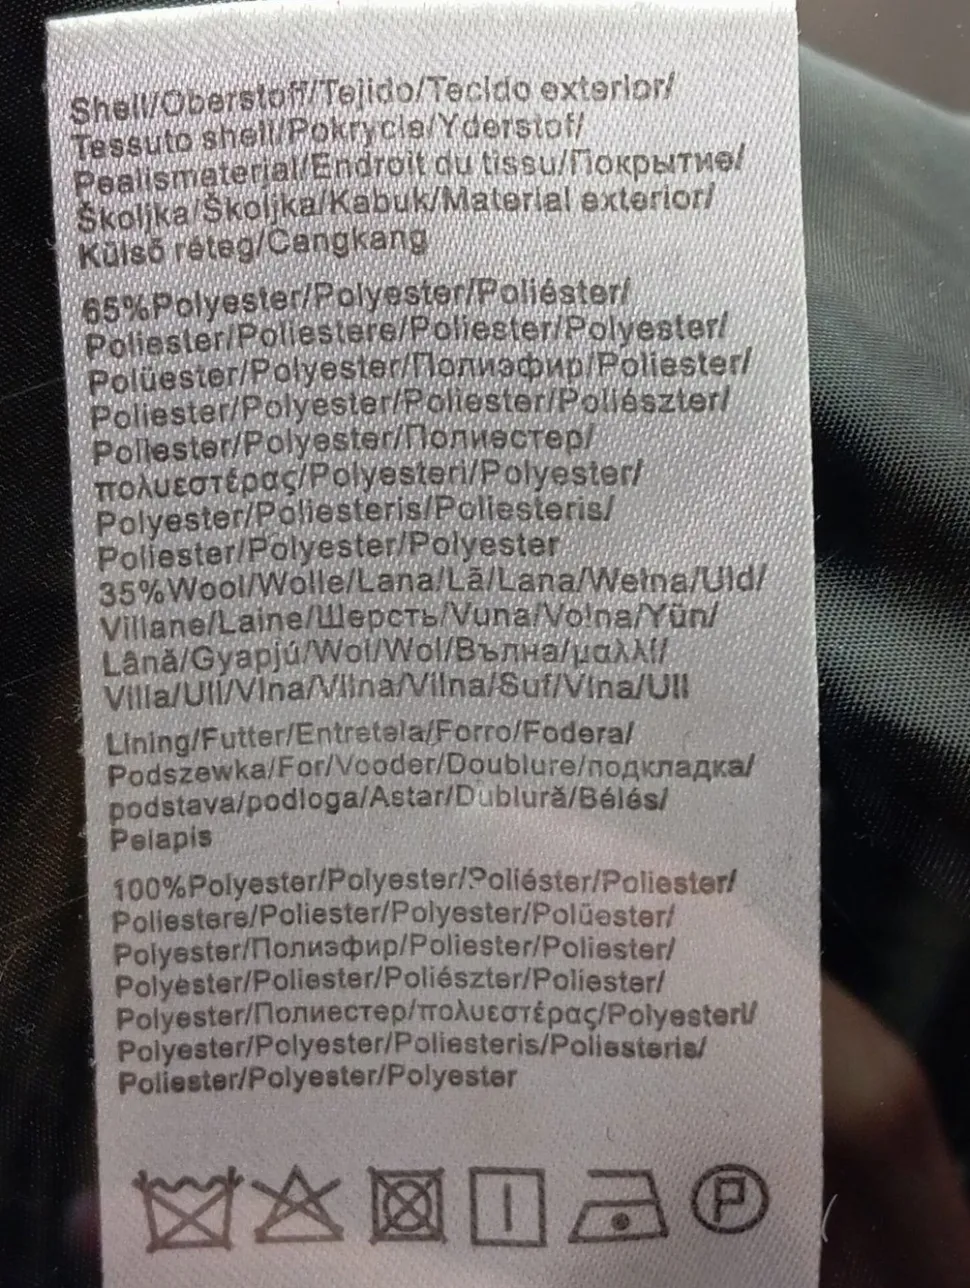 Shell/Oberstoff/Tejido/Tecido exterior/
Tessuto shell/Pokrycie/Yderstof/
Pealismaterjal/Endroit du tissu/Покрытие/
Školjka/Školjka/Kabuk/Material exterior/
Külső réteg/Cangkang
65%Polyester/Polyester/Poliéster/
Poliester/Poliestere/Poliester/Polyester/
Polüester/Polyester/Полиэфир/Poliester/
Poliester/Polyester/Poliester/Poliészter/
Poliester/Polyester/Полиестер/
πολυεστέρας/Polyesteri/Polyester/
Polyester/Poliesteris/Poliesteris/
Poliester/Polyester/Polyester
35%Wool/Wolle/Lana/Lã/Lana/Wełna/Uld/
Villane/Laine/Шерсть/Vuna/Volna/Yün/
Lână/Gyapjú/Wol/Wol/Вълна/μαλλί/
Villa/Ull/Vlna/Vilna/Vilna/Suf/Vlna/Ull
Lining/Futter/Entretela/Forro/Fodera/
Podszewka/For/Vooder/Doublure/подкладка/
podstava/podloga/Astar/Dublură/Bélés/
Pelapis
100%Polyester/Polyester/Poliéster/Poliester/
Poliestere/Poliester/Polyester/Polüester/
Polyester/Полиэфир/Poliester/Poliester/
Polyester/Poliester/Poliészter/Poliester/
Polyester/Полиестер/πολυεστέρας/Polyesteri/
Polyester/Polyester/Poliesteris/Poliesteris/
Poliester/Polyester/Polyester
P